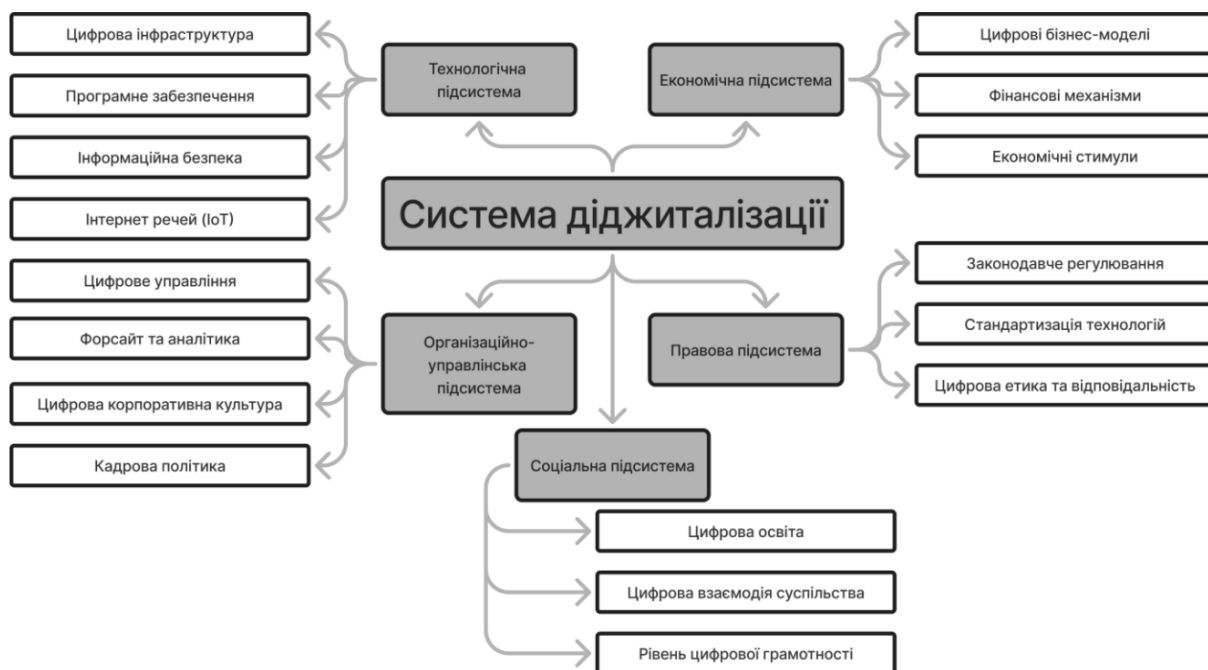 Цифрова інфраструктура
Програмне забезпечення
Інформаційна безпека
Інтернет речей (IoT)
Технологічна
підсистема
Економічна підсистема
Цифрові бізнес-моделі
Фінансові механізми
Економічні стимули
Система діджиталізації
Цифрове управління
Форсайт та аналітика
Цифрова корпоративна культура
Кадрова політика
Організаційно-
управлінська
підсистема
Правова підсистема
Законодавче регулювання
Стандартизація технологій
Цифрова етика та відповідальність
Соціальна підсистема
Цифрова освіта
Цифрова взаємодія суспільства
Рівень цифрової грамотності